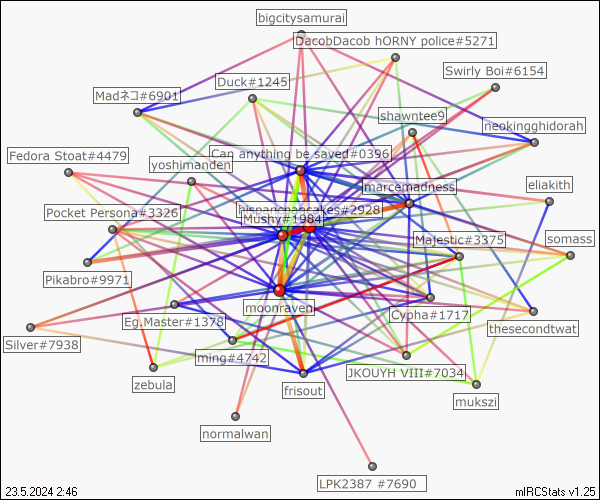 bigcitysamurai
DacobDacob hORNY police#5271
Swirly Boi#6154
Duck#1245
Madネコ#6901
shawntee9
neokingghidorah
Fedora Stoat#4479
yoshimanden
Can anything be saved#0396
marcemadness
eliakith
Pocket Persona#3326
hispanicpancakes#2928
Mushy#1984
Majestic#3375
somass
Pikabro#9971
moonraven
Eg.Master#1378
Cypha#1717
thesecondtwat
Silver#7938
ming#4742
zebula
frisout
JKOUYH VIII#7034
mukszi
normalwan
LPK2387 #7690
23.5.2024 2:46
mIRCStats v1.25